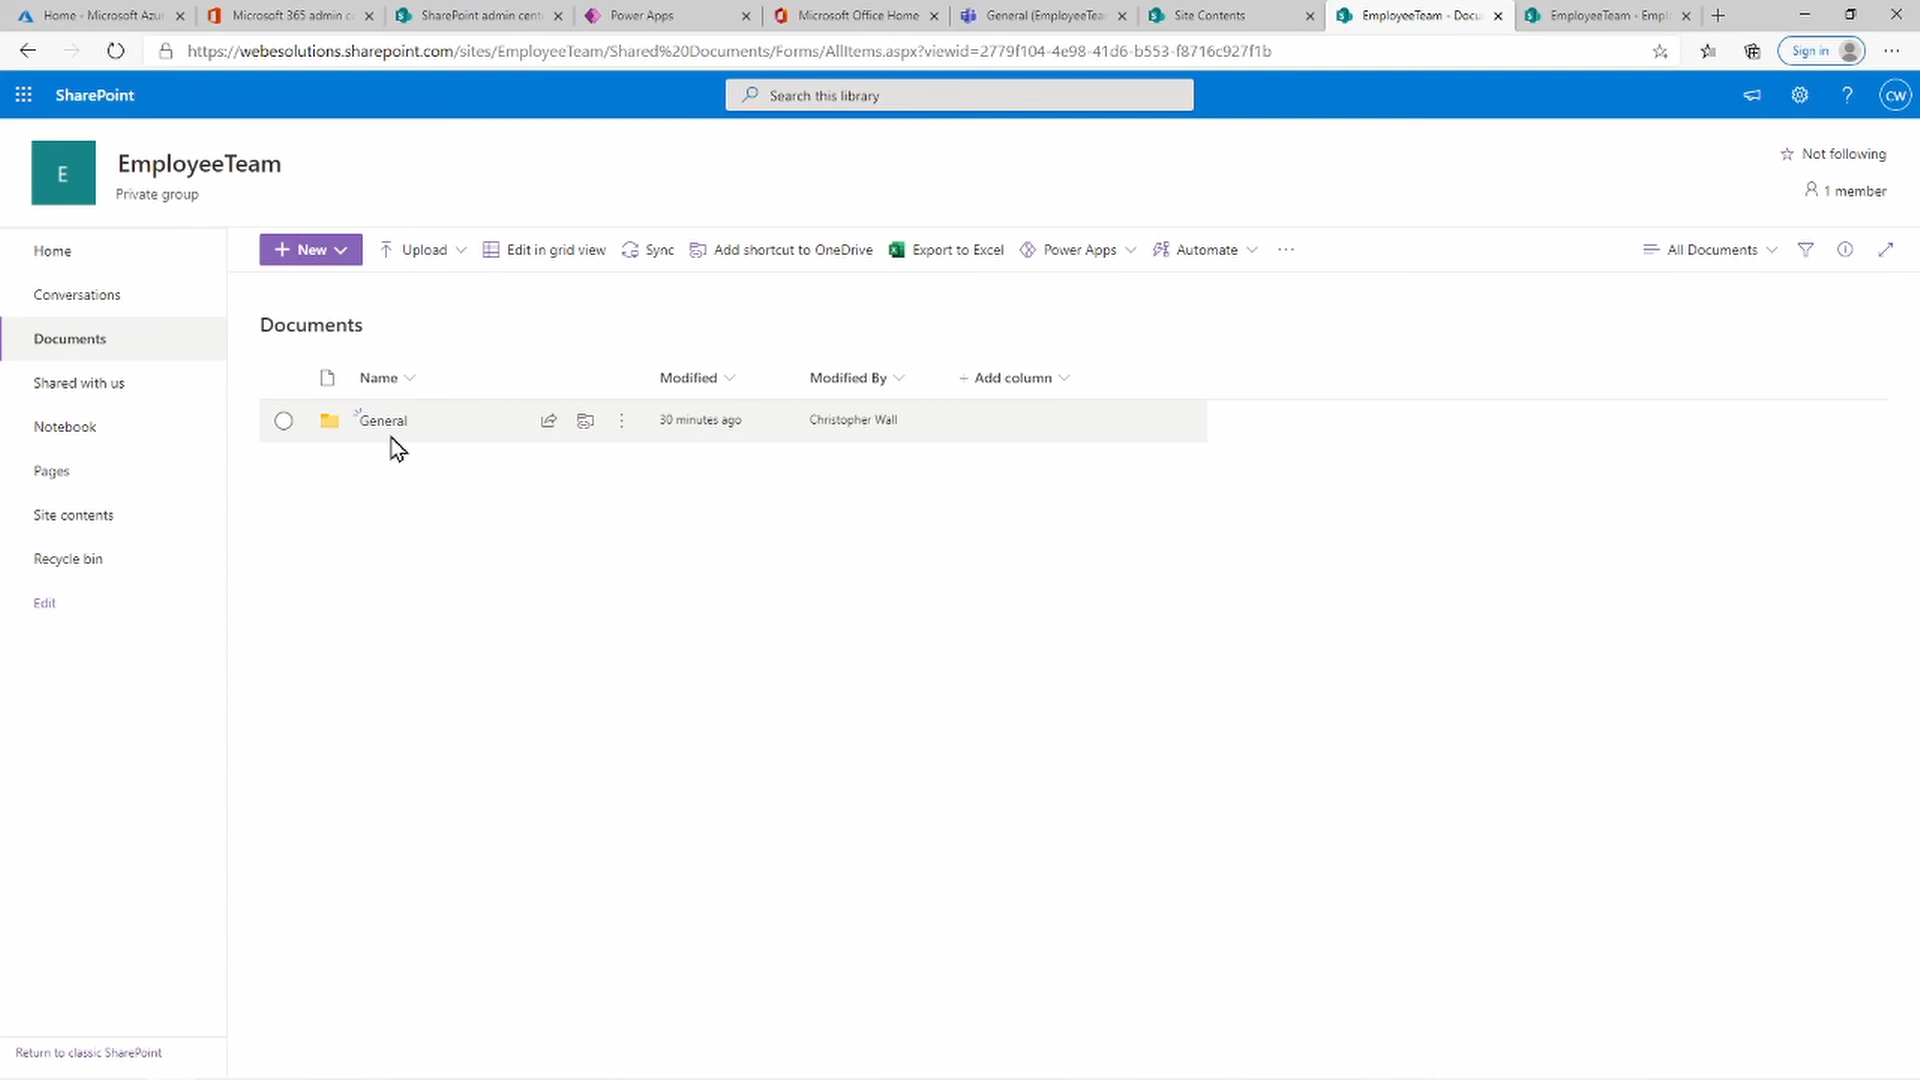 Home - Microsoft Azur
Microsoft 365 admin c
SharePoint admin cent
Power Apps
Microsoft Office Home
General (EmployeeTea
Site Contents
EmployeeTeam - Docu
EmployeeTeam - Empl
https://webesolutions.sharepoint.com/sites/EmployeeTeam/Shared%20Documents/Forms/AllItems.aspx?viewid=2779f104-4e98-41d6-b553-f8716c927f1b
Sign in
SharePoint
Search this library
?
CW
E
EmployeeTeam
Private group
Not following
1 member
Home
Conversations
Documents
Shared with us
Notebook
Pages
Site contents
Recycle bin
Edit
Return to classic SharePoint
+ New
Upload
Edit in grid view
Sync
Add shortcut to OneDrive
Export to Excel
Power Apps
Automate
···
All Documents
Documents
Name
Modified
Modified By
+ Add column
General
30 minutes ago
Christopher Wall